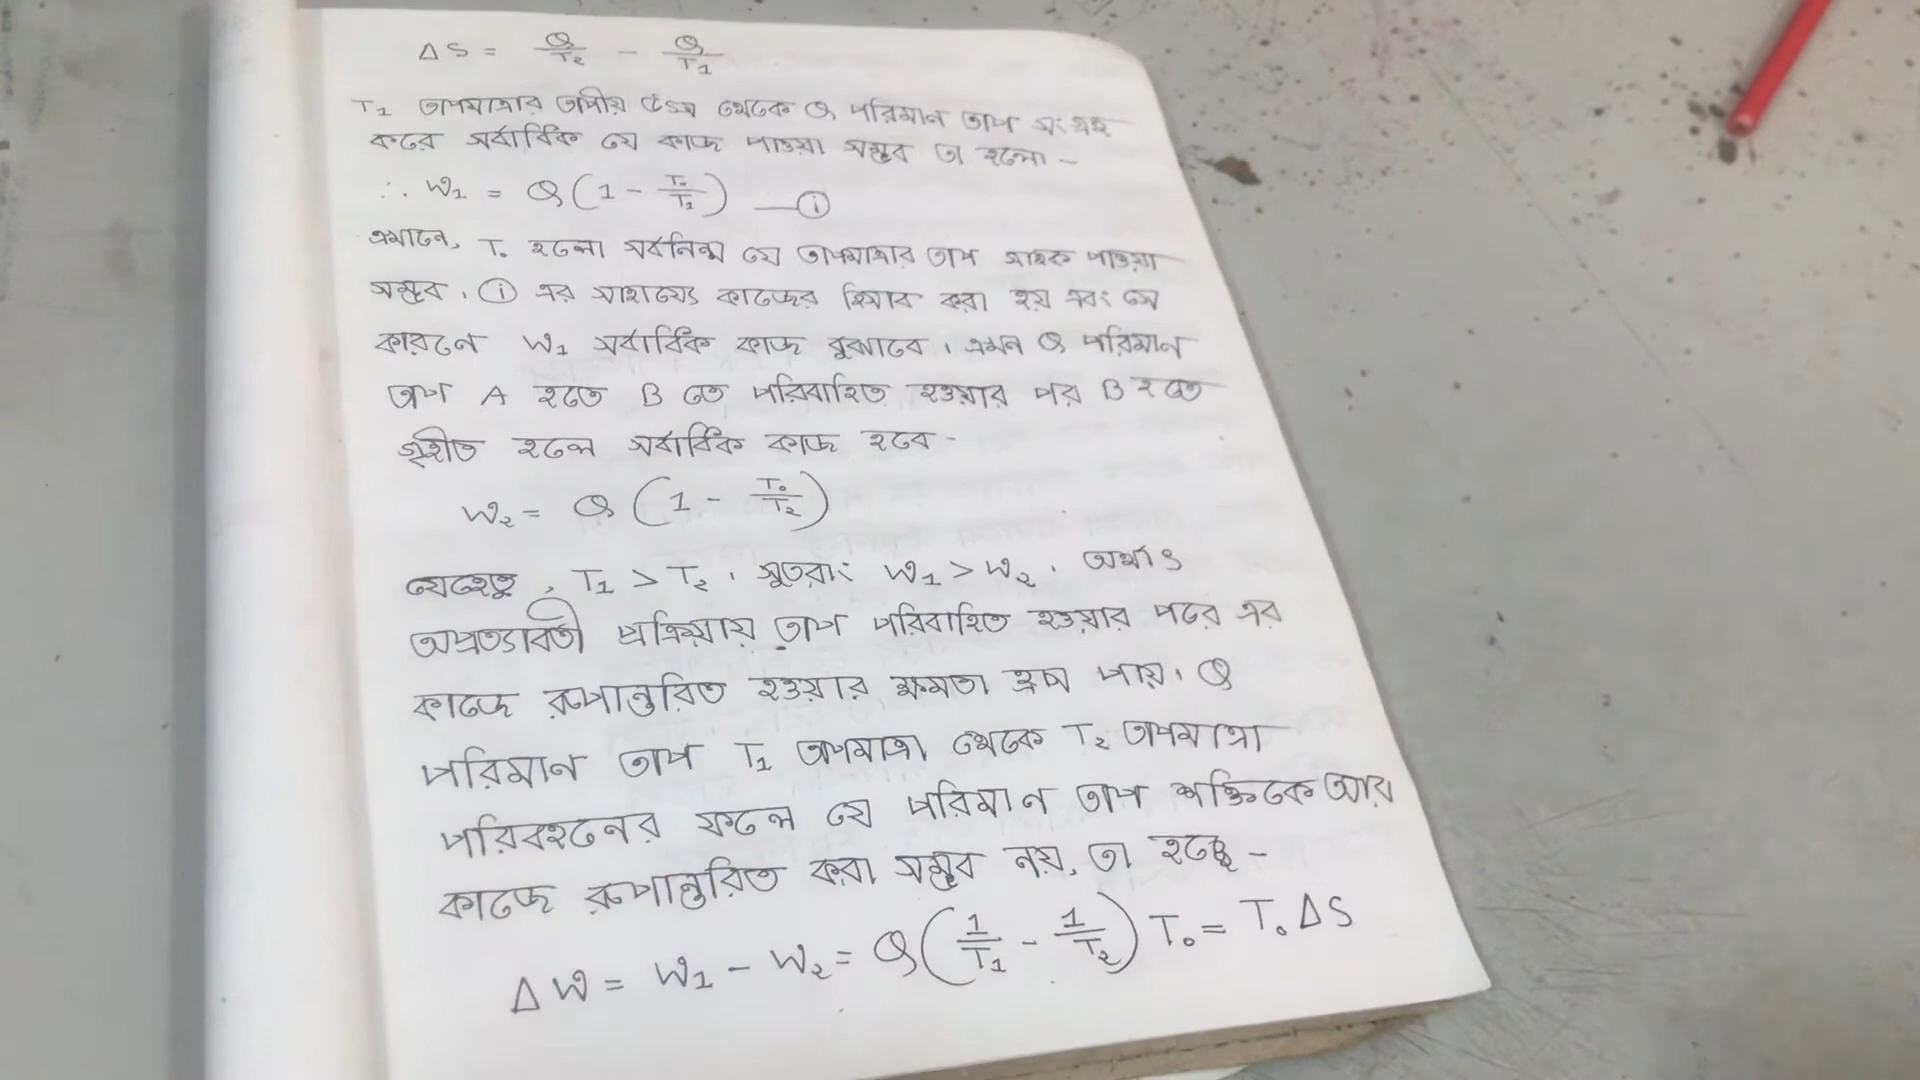 ΔS = Q/T₂ − Q/T₁
T₁ তাপমাত্রার তাপীয় উৎস থেকে Q পরিমান তাপ সংগ্রহ
করে সর্বাধিক যে কাজ পাওয়া সম্ভব তা হলো -
∴ W₁ = Q(1 − T₀/T₁) —(i)
এখানে, T₀ হলো সর্বনিম্ন যে তাপমাত্রার তাপ গ্রাহক পাওয়া
সম্ভব। (i) এর সাহায্যে কাজের হিসাব করা হয় এবং সে
কারনে W₁ সর্বাধিক কাজ বুঝাবে। এখন Q পরিমান
তাপ A হতে B তে পরিবাহিত হওয়ার পর B হতে
গৃহীত হলে সর্বাধিক কাজ হবে -
W₂ = Q(1 − T₀/T₂)
যেহেতু, T₁ > T₂, সুতরাং W₁ > W₂. অর্থাৎ
অপ্রত্যাবর্তী প্রক্রিয়ায় তাপ পরিবাহিত হওয়ার পরে এর
কাজে রুপান্তরিত হওয়ার ক্ষমতা হ্রাস পায়। Q
পরিমান তাপ T₁ তাপমাত্রা থেকে T₂ তাপমাত্রা
পরিবহনের ফলে যে পরিমান তাপ শক্তিকে আর
কাজে রুপান্তরিত করা সম্ভব নয়, তা হচ্ছে -
ΔW = W₁ − W₂ = Q(1/T₁ − 1/T₂) T₀ = T₀ ΔS